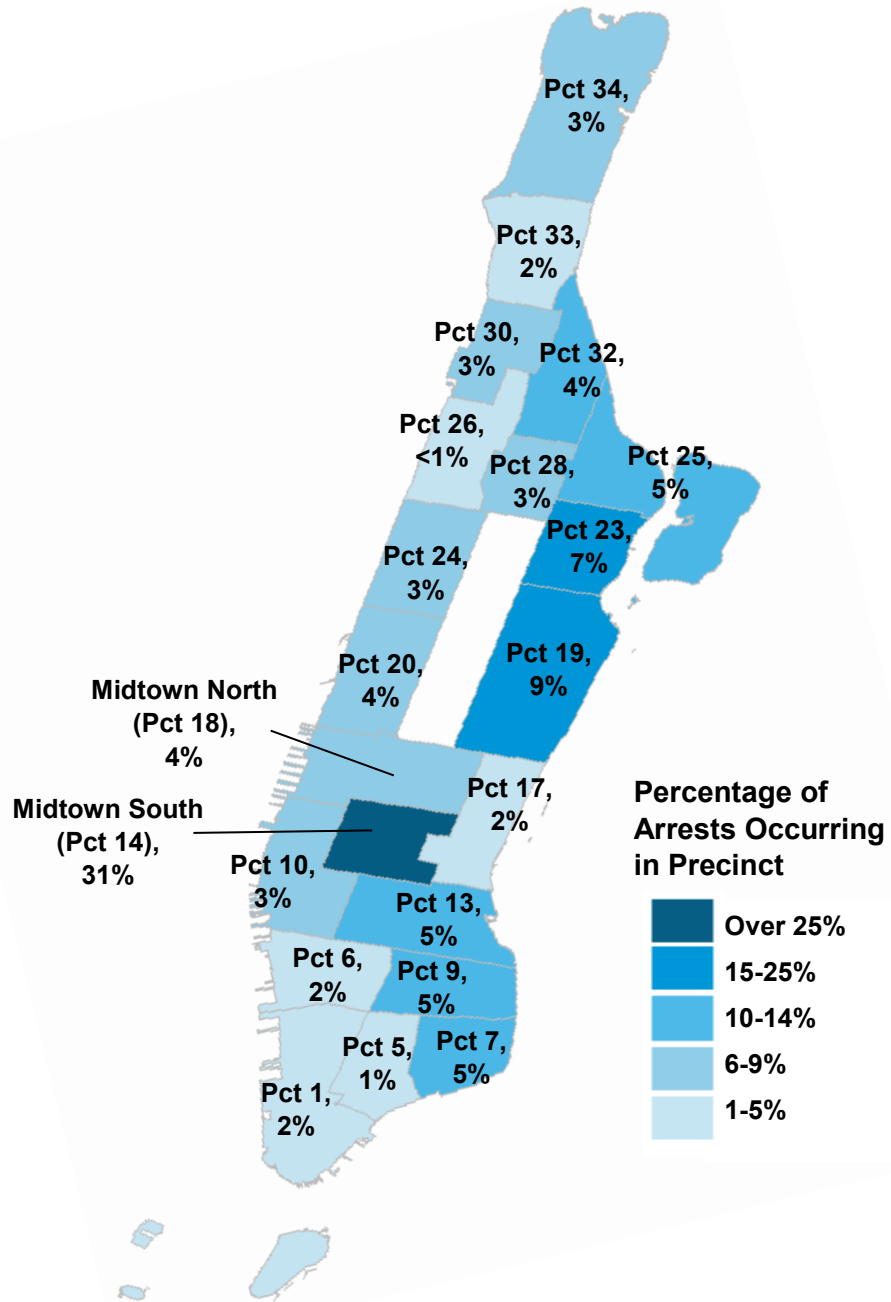 Pct 34,
3%
Pct 33,
2%
Pct 30,
3%
Pct 32,
4%
Pct 26,
<1%
Pct 28,
3%
Pct 25,
5%
Pct 23,
7%
Pct 24,
3%
Pct 19,
9%
Pct 20,
4%
Midtown North
(Pct 18),
4%
Pct 17,
2%
Midtown South
(Pct 14),
31%
Pct 10,
3%
Pct 13,
5%
Pct 6,
2%
Pct 9,
5%
Pct 5,
1%
Pct 7,
5%
Pct 1,
2%
Percentage of
Arrests Occurring
in Precinct
Over 25%
15-25%
10-14%
6-9%
1-5%